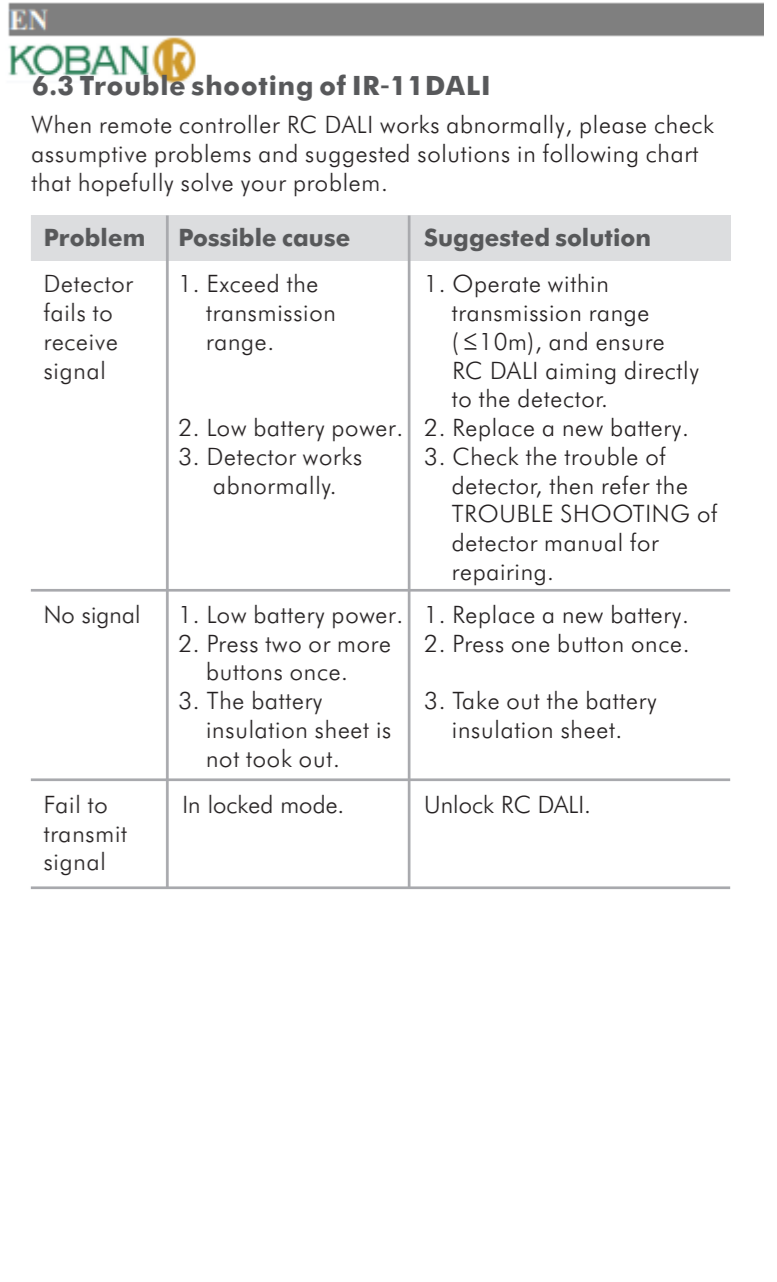 EN
KOBAN
6.3 Trouble shooting of IR-11DALI
When remote controller RC DALI works abnormally, please check
assumptive problems and suggested solutions in following chart
that hopefully solve your problem.
Problem
Possible cause
Suggested solution
Detector
fails to
receive
signal
1. Exceed the
transmission
range.
2. Low battery power.
3. Detector works
abnormally.
1. Operate within
transmission range
(≤10m), and ensure
RC DALI aiming directly
to the detector.
2. Replace a new battery.
3. Check the trouble of
detector, then refer the
TROUBLE SHOOTING of
detector manual for
repairing.
No signal
1. Low battery power.
2. Press two or more
buttons once.
3. The battery
insulation sheet is
not took out.
1. Replace a new battery.
2. Press one button once.
3. Take out the battery
insulation sheet.
Fail to
transmit
signal
In locked mode.
Unlock RC DALI.